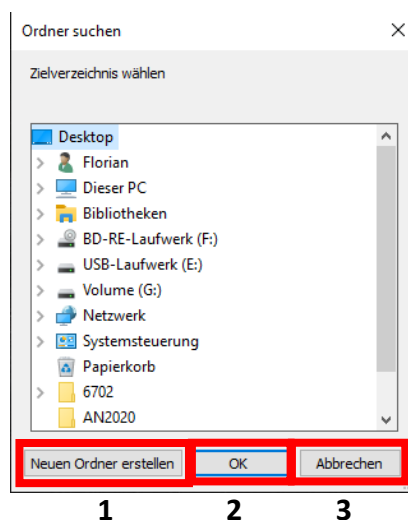 Ordner suchen
Zielverzeichnis wählen
Desktop
Florian
Dieser PC
Bibliotheken
BD-RE-Laufwerk (F:)
USB-Laufwerk (E:)
Volume (G:)
Netzwerk
Systemsteuerung
Papierkorb
6702
AN2020
Neuen Ordner erstellen OK Abbrechen
1 2 3